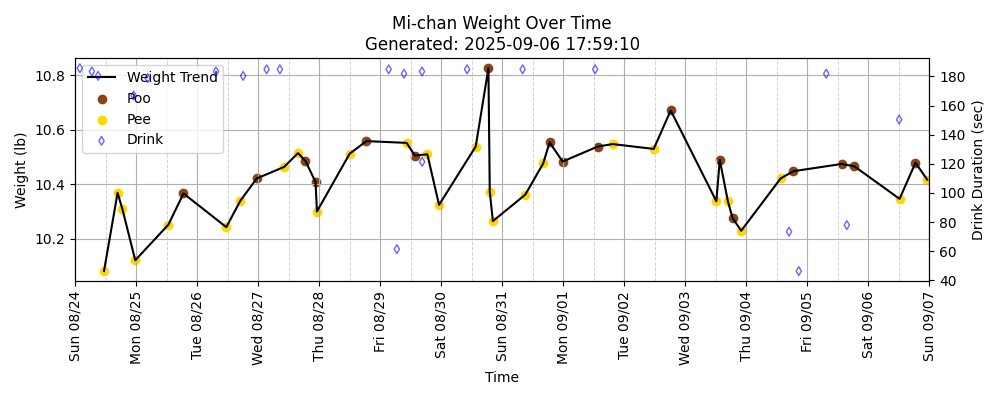 Mi-chan Weight Over Time
Generated: 2025-09-06 17:59:10
Weight (lb)
10.8
10.6
10.4
10.2
Weight Trend
Poo
Pee
Drink
180
160
140
120
100
80
60
40
Drink Duration (sec)
Sun 08/24
Mon 08/25
Tue 08/26
Wed 08/27
Thu 08/28
Fri 08/29
Sat 08/30
Sun 08/31
Mon 09/01
Tue 09/02
Wed 09/03
Thu 09/04
Fri 09/05
Sat 09/06
Sun 09/07
Time